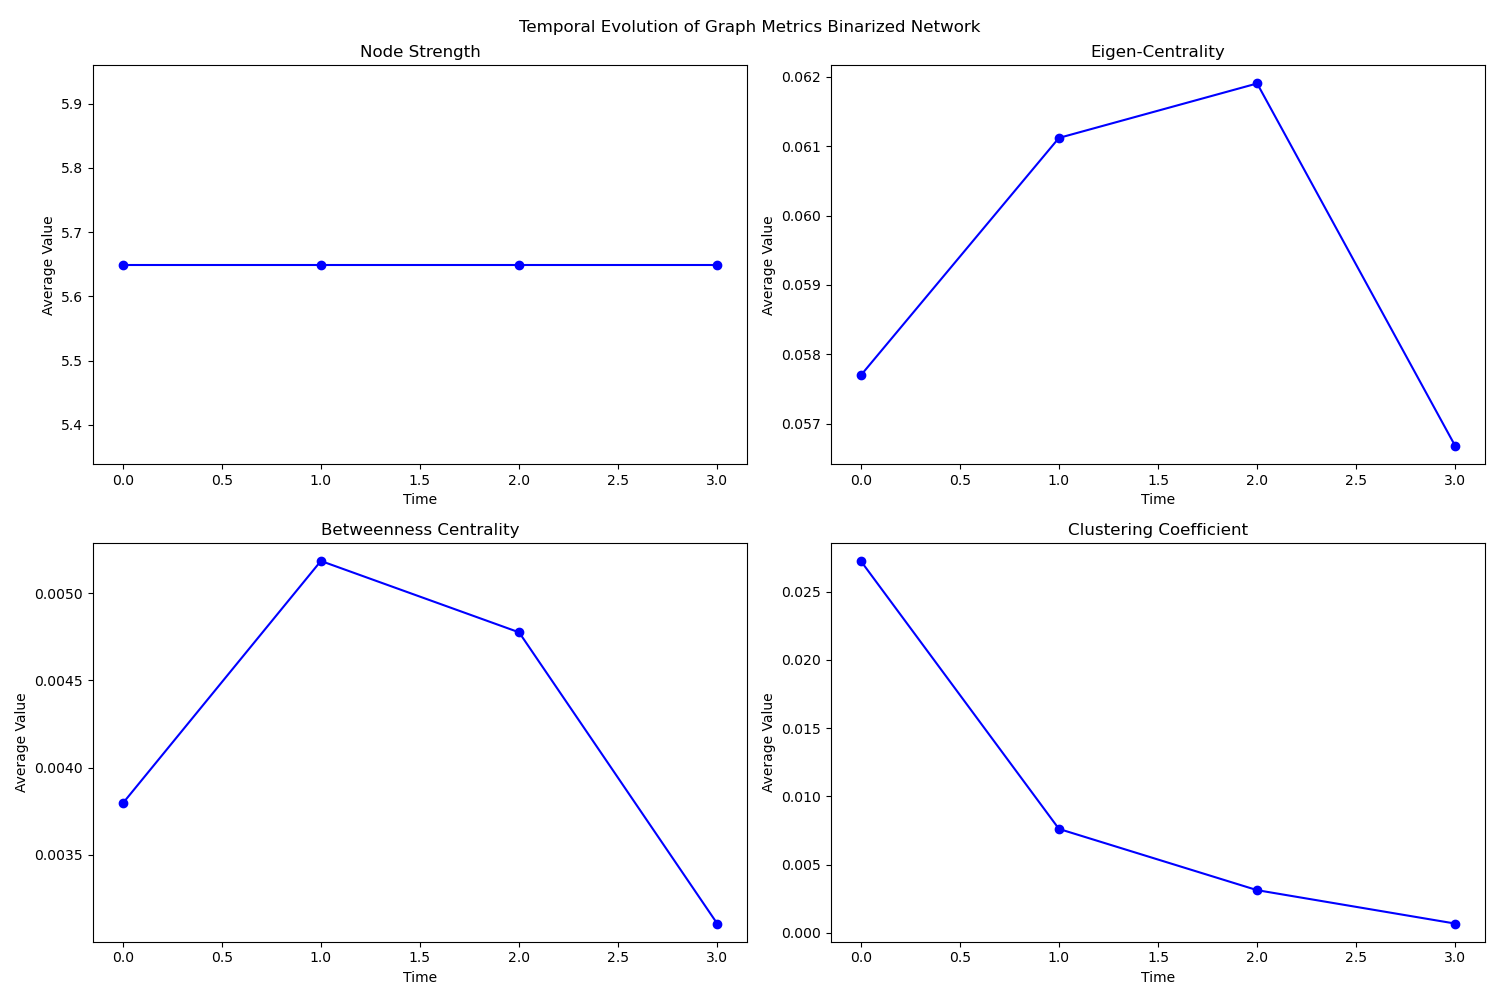 Temporal Evolution of Graph Metrics Binarized Network
Node Strength
Average Value
5.9
5.8
5.7
5.6
5.5
5.4
0.0 0.5 1.0 1.5 2.0 2.5 3.0
Time
Eigen-Centrality
Average Value
0.062
0.061
0.060
0.059
0.058
0.057
0.0 0.5 1.0 1.5 2.0 2.5 3.0
Time
Betweenness Centrality
Average Value
0.0050
0.0045
0.0040
0.0035
0.0 0.5 1.0 1.5 2.0 2.5 3.0
Time
Clustering Coefficient
Average Value
0.025
0.020
0.015
0.010
0.005
0.000
0.0 0.5 1.0 1.5 2.0 2.5 3.0
Time